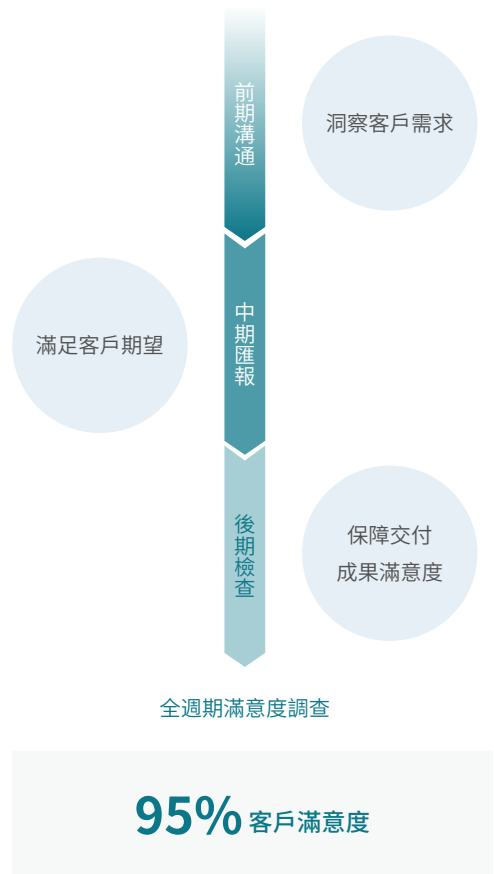 前期溝通
洞察客戶需求
中期匯報
滿足客戶期望
後期檢查
保障交付
成果滿意度
全週期滿意度調查
95% 客戶滿意度